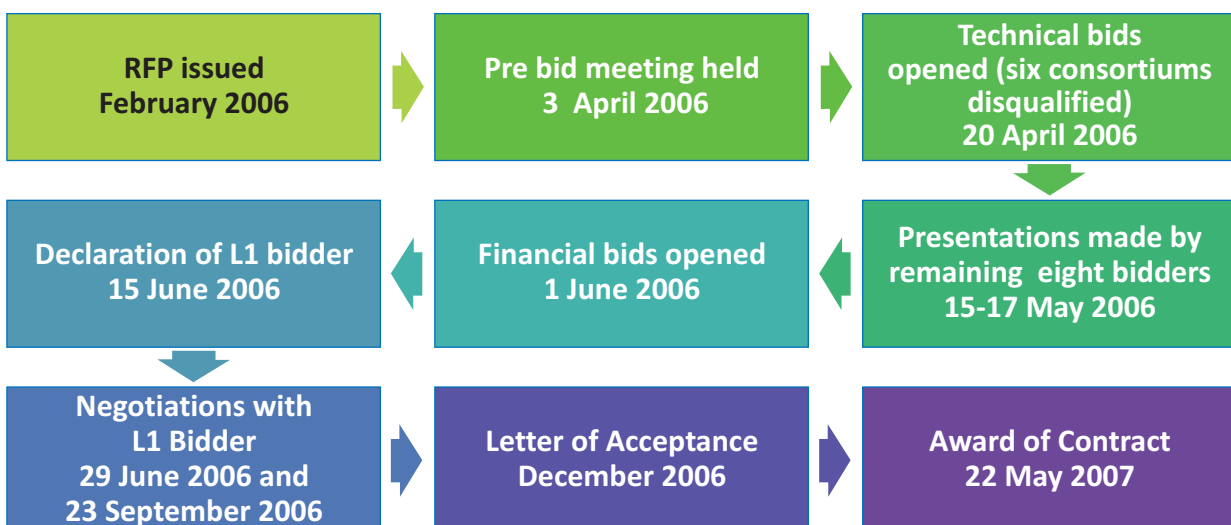 RFP issued
February 2006
Pre bid meeting held
3 April 2006
Technical bids
opened (six consortiums
disqualified)
20 April 2006
Presentations made by
remaining eight bidders
15-17 May 2006
Financial bids opened
1 June 2006
Declaration of L1 bidder
15 June 2006
Negotiations with
L1 Bidder
29 June 2006 and
23 September 2006
Letter of Acceptance
December 2006
Award of Contract
22 May 2007